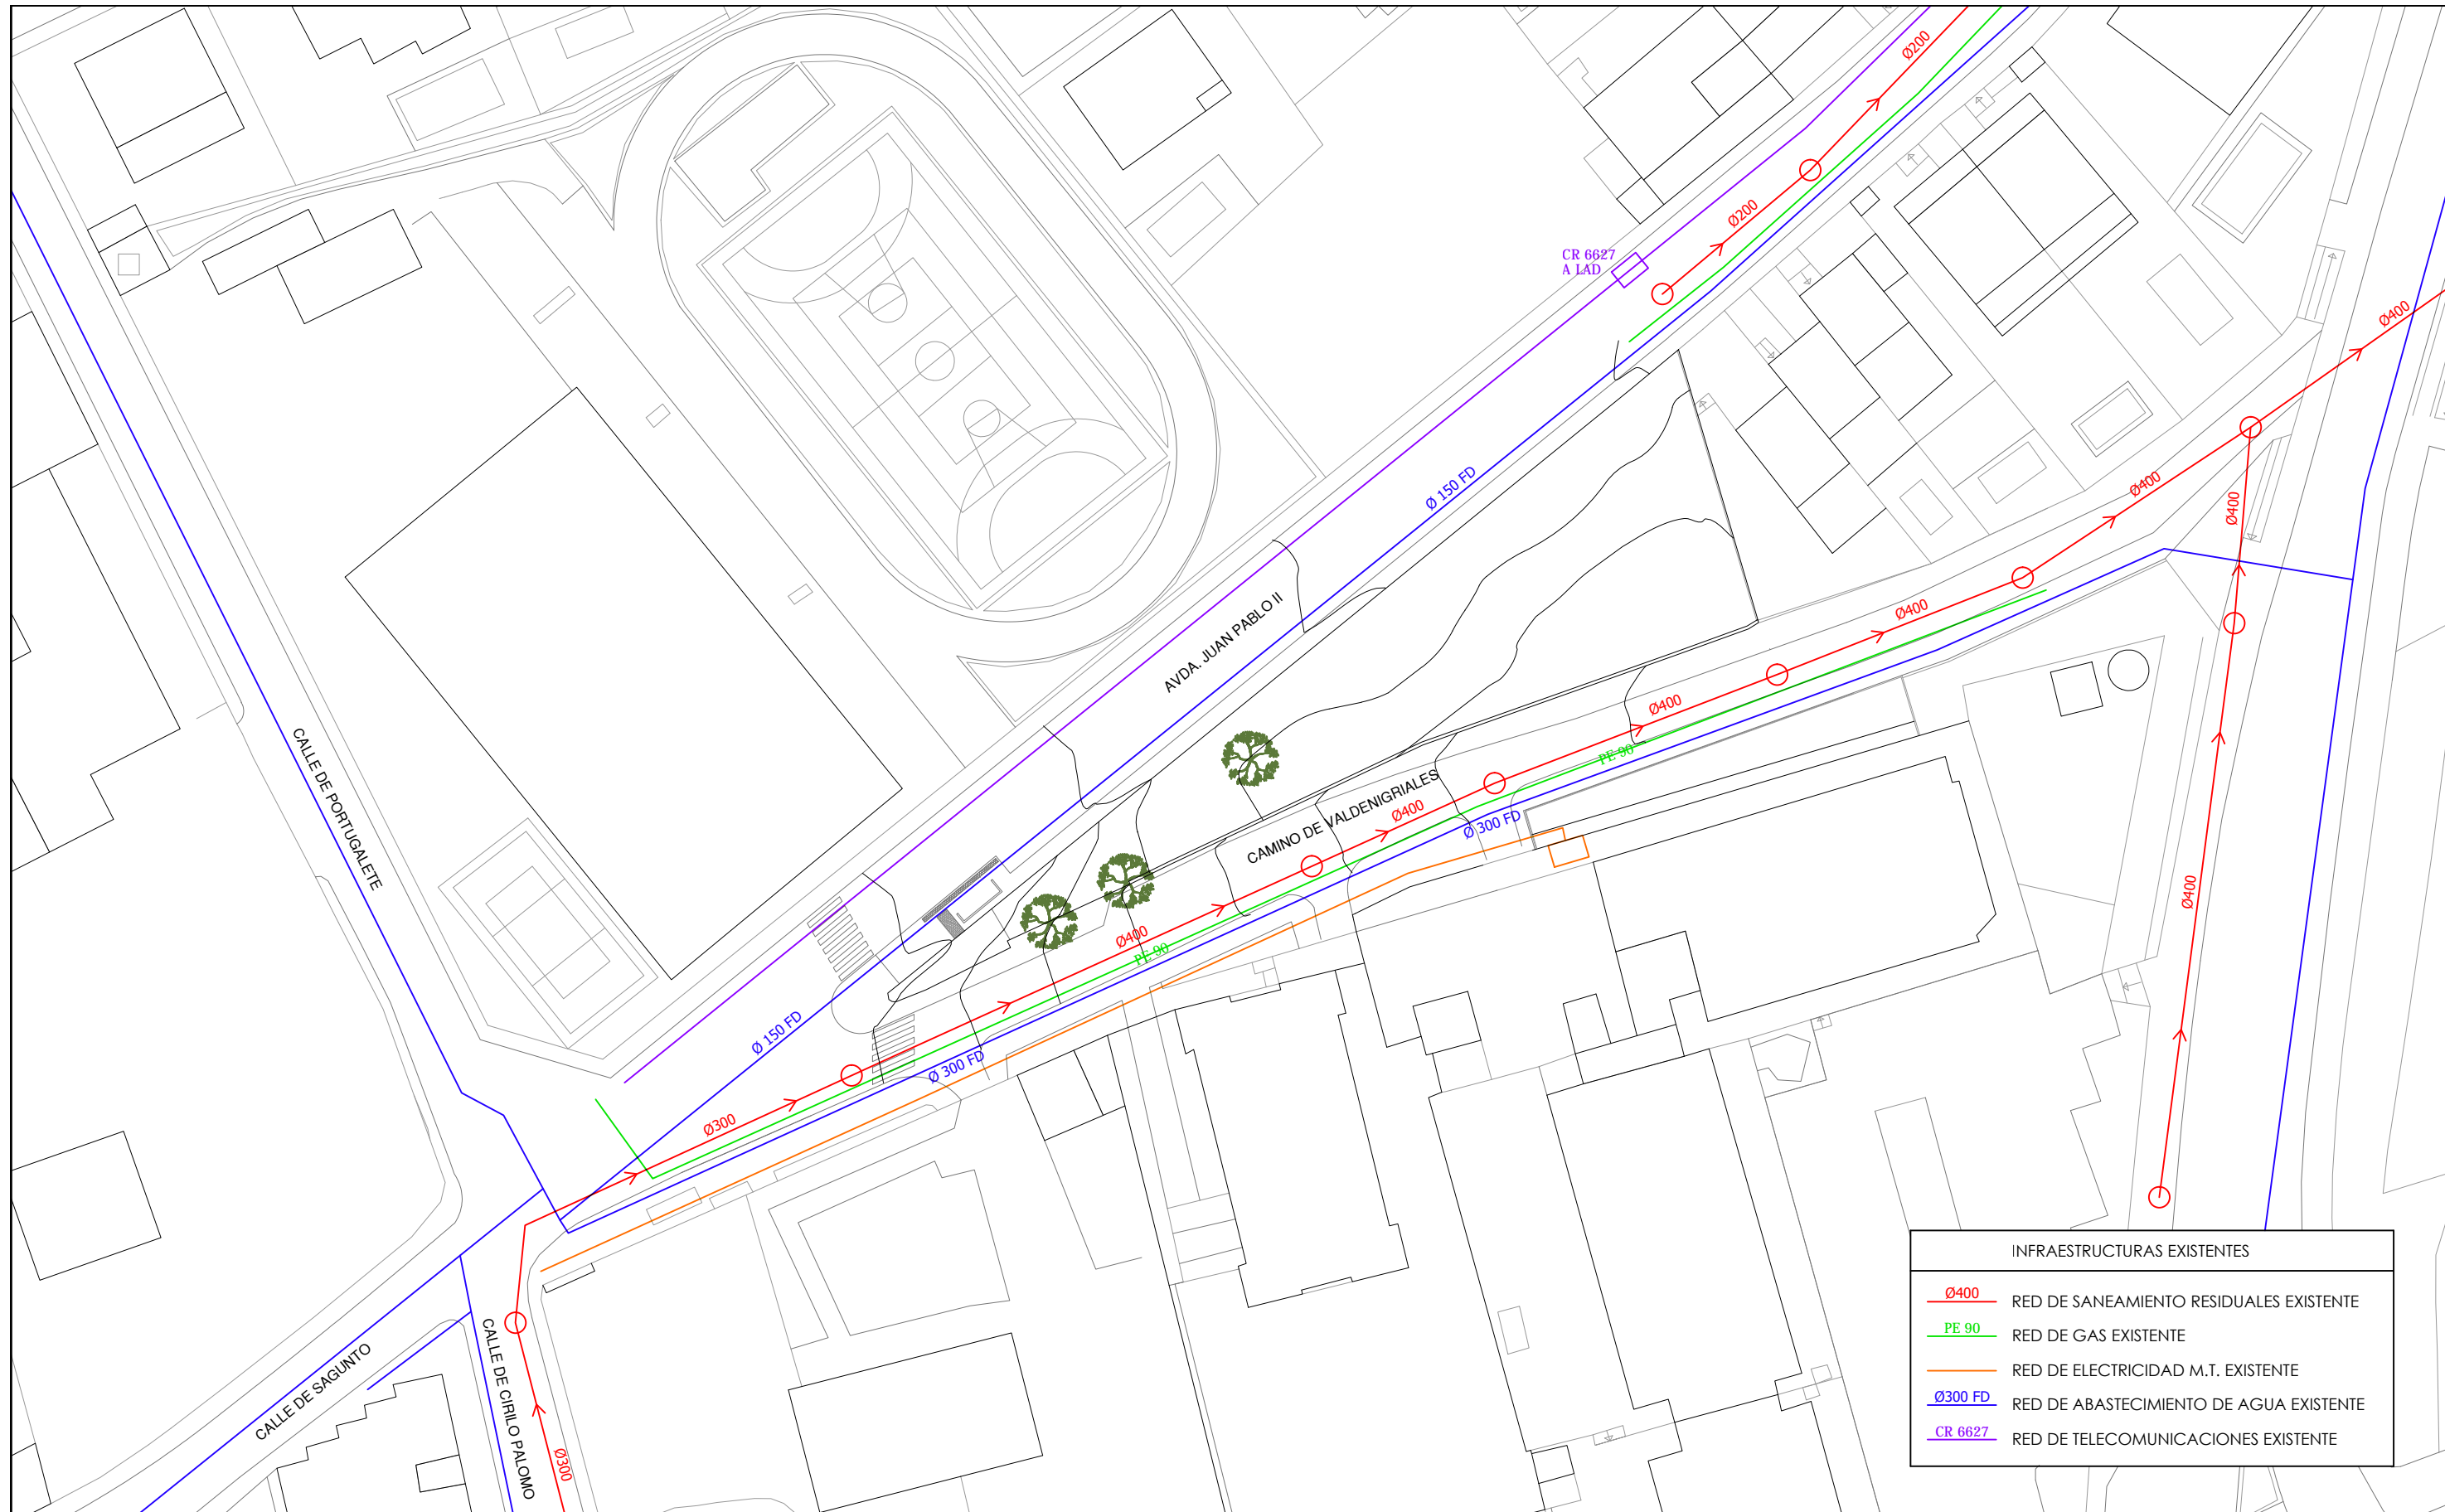 Ø200
Ø200
CR 6627
A LAD
Ø400
Ø 150 FD
Ø400
Ø400
AVDA. JUAN PABLO II
Ø400
Ø400
CALLE DE PORTUGALETE
PE 90
CAMINO DE VALDENIGRIALES
Ø400
Ø 300 FD
Ø400
Ø400
PE 90
Ø 150 FD
Ø 300 FD
Ø300
CALLE DE SAGUNTO
CALLE DE CIRILO PALOMO
Ø300
INFRAESTRUCTURAS EXISTENTES
Ø400 RED DE SANEAMIENTO RESIDUALES EXISTENTE
PE 90 RED DE GAS EXISTENTE
RED DE ELECTRICIDAD M.T. EXISTENTE
Ø300 FD RED DE ABASTECIMIENTO DE AGUA EXISTENTE
CR 6627 RED DE TELECOMUNICACIONES EXISTENTE